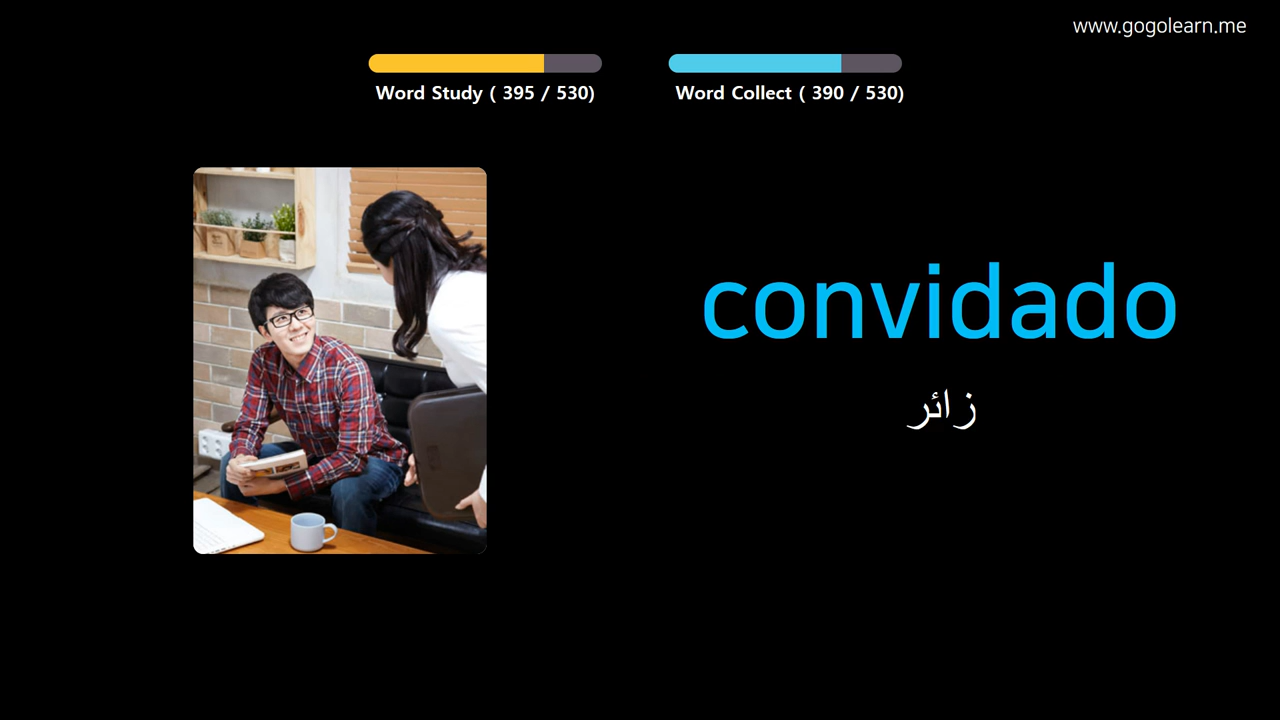 www.gogolearn.me
Word Study ( 395 / 530)
Word Collect ( 390 / 530)
convidado
زائر